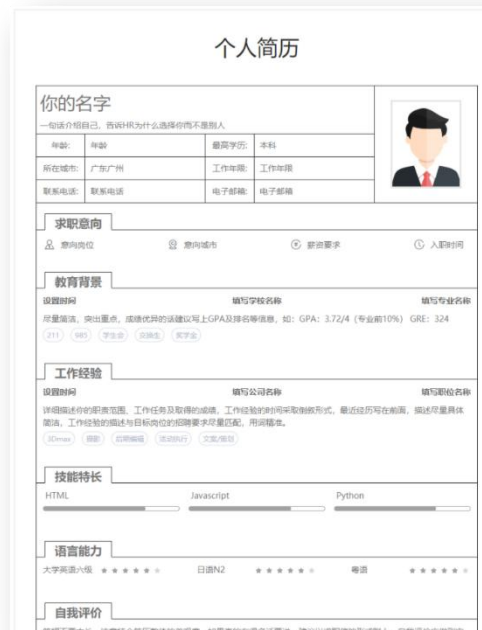 个人简历
你的名字
一句话介绍自己，告诉HR为什么选择你而不是别人
年龄: 年龄 最高学历: 本科
所在城市: 广东广州 工作年限: 工作年限
联系电话: 联系电话 电子邮箱: 电子邮箱
求职意向
意向岗位 意向城市 薪资要求 入职时间
教育背景
设置时间 填写学校名称 填写专业名称
尽量简洁，突出重点，成绩优异的话建议写上GPA及排名等信息，如：GPA：3.72/4（专业前10%） GRE：324
211 985 学生会 交换生 奖学金
工作经验
设置时间 填写公司名称 填写职位名称
详细描述你的职责范围、工作任务及取得的成绩，工作经验的时间采取倒叙形式，最近经历写在前面，描述尽量具体
简洁，工作经验的描述与目标岗位的招聘要求尽量匹配，用词精准。
3Dmax 摄影 后期编辑 活动执行 文案/策划
技能特长
HTML Javascript Python
语言能力
大学英语六级 日语N2 粤语
自我评价